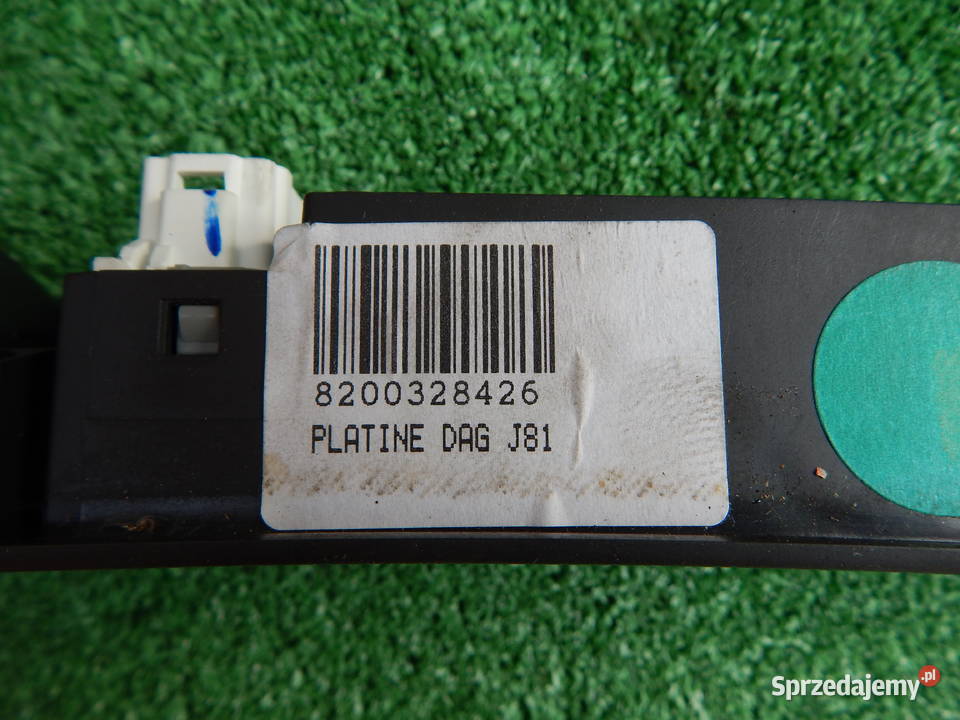 8200328426
PLATINE DAG J81
Sprzedajemy.pl